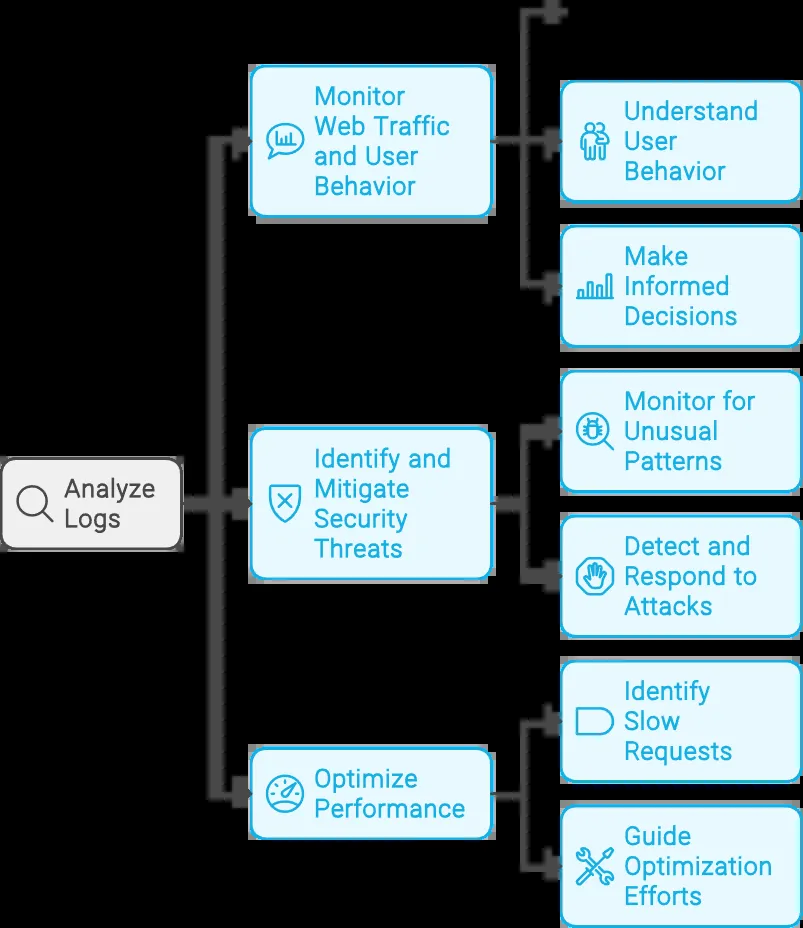 Monitor
Web Traffic
and User
Behavior
Understand
User
Behavior
Make
Informed
Decisions
Analyze
Logs
Identify and
Mitigate
Security
Threats
Monitor for
Unusual
Patterns
Detect and
Respond to
Attacks
Optimize
Performance
Identify
Slow
Requests
Guide
Optimization
Efforts